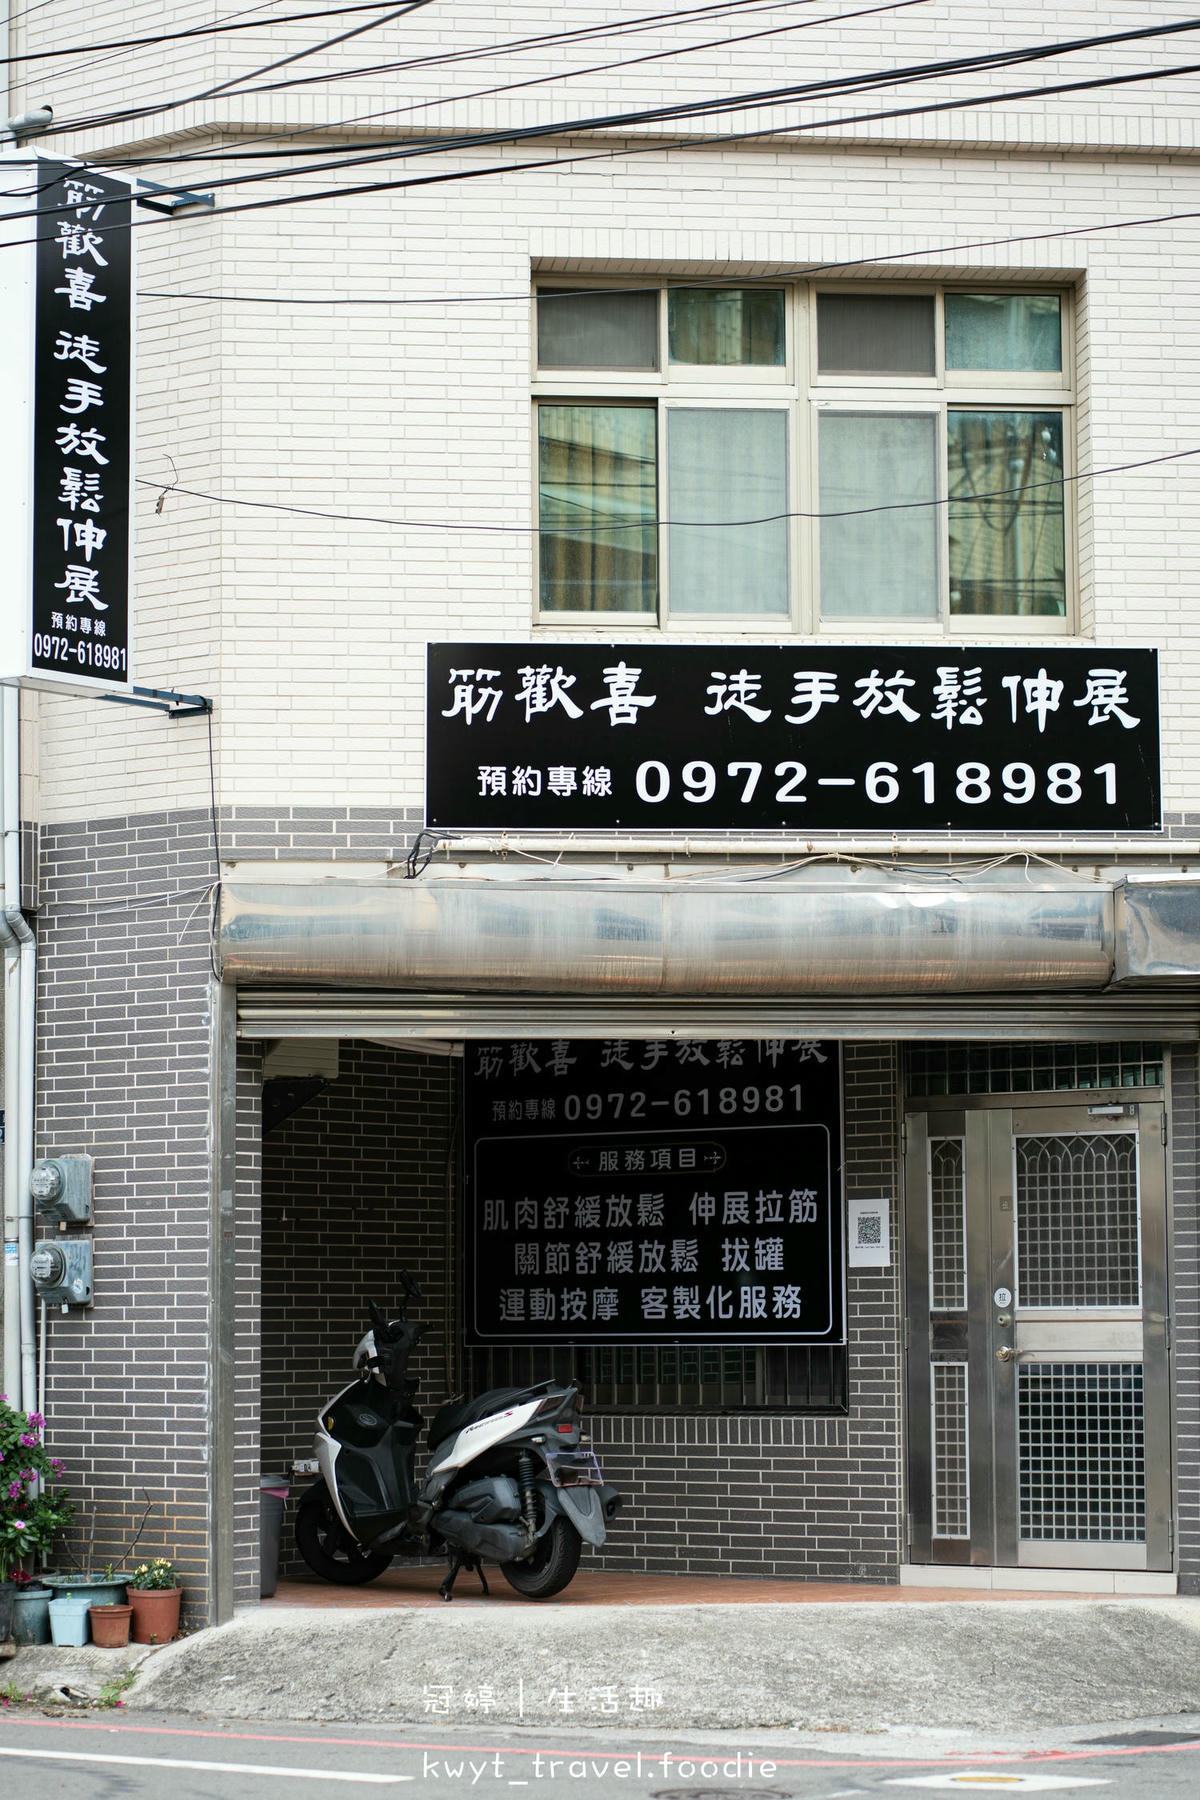 筋歡喜 徒手放鬆伸展
預約專線
0972-618981
筋歡喜 徒手放鬆伸展
預約專線 0972-618981
筋歡喜 徒手放鬆伸展
預約專線 0972-618981
服務項目
肌肉舒緩放鬆 伸展拉筋
關節舒緩放鬆 拔罐
運動按摩 客製化服務
拉
冠婷 | 生活趣
kwyt_travel.foodie